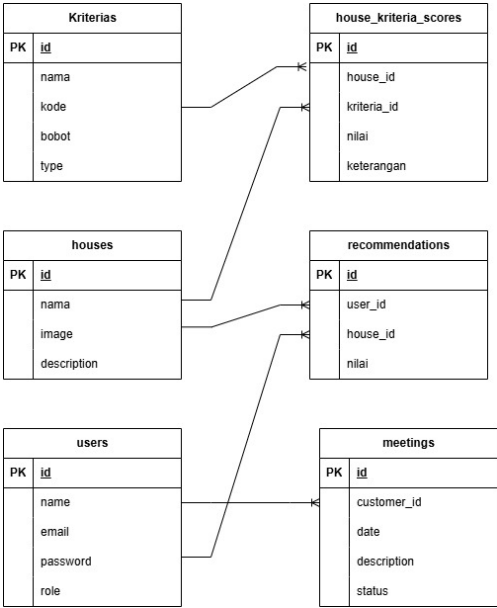 Kriterias
PK id
nama
kode
bobot
type
house_kriteria_scores
PK id
house_id
kriteria_id
nilai
keterangan
houses
PK id
nama
image
description
recommendations
PK id
user_id
house_id
nilai
users
PK id
name
email
password
role
meetings
PK id
customer_id
date
description
status